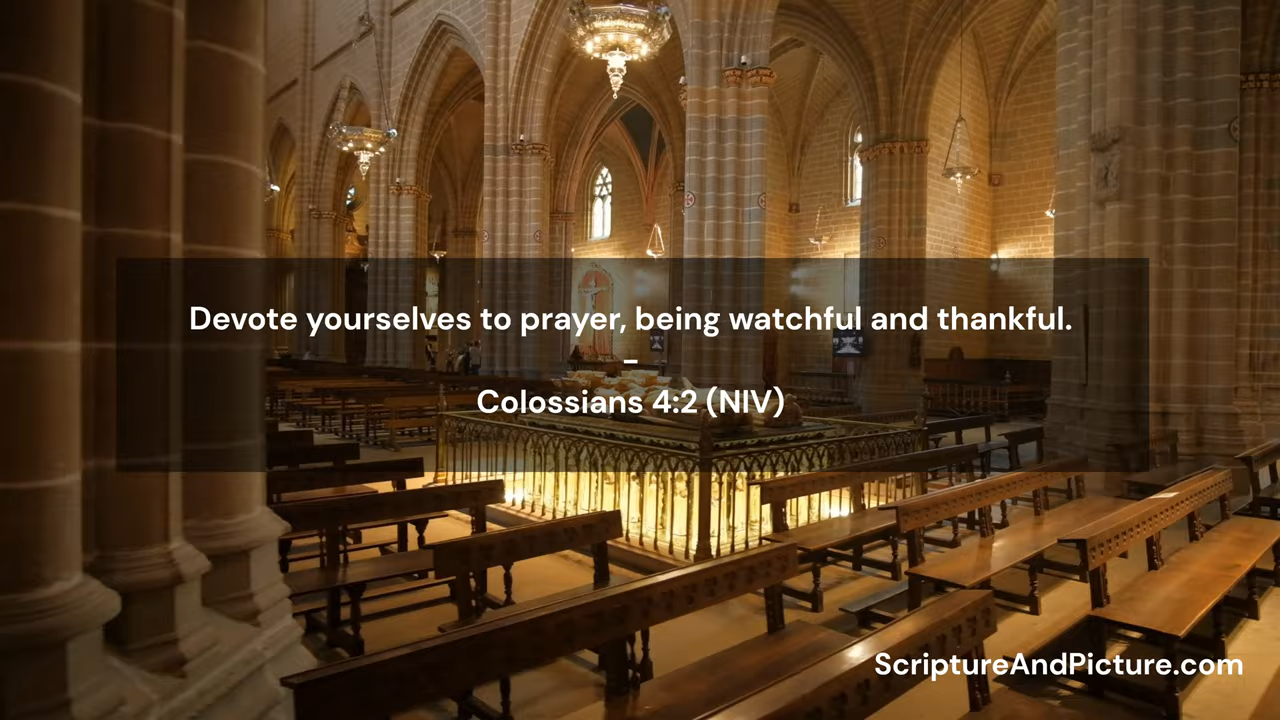 Devote yourselves to prayer, being watchful and thankful.
–
Colossians 4:2 (NIV)
ScriptureAndPicture.com